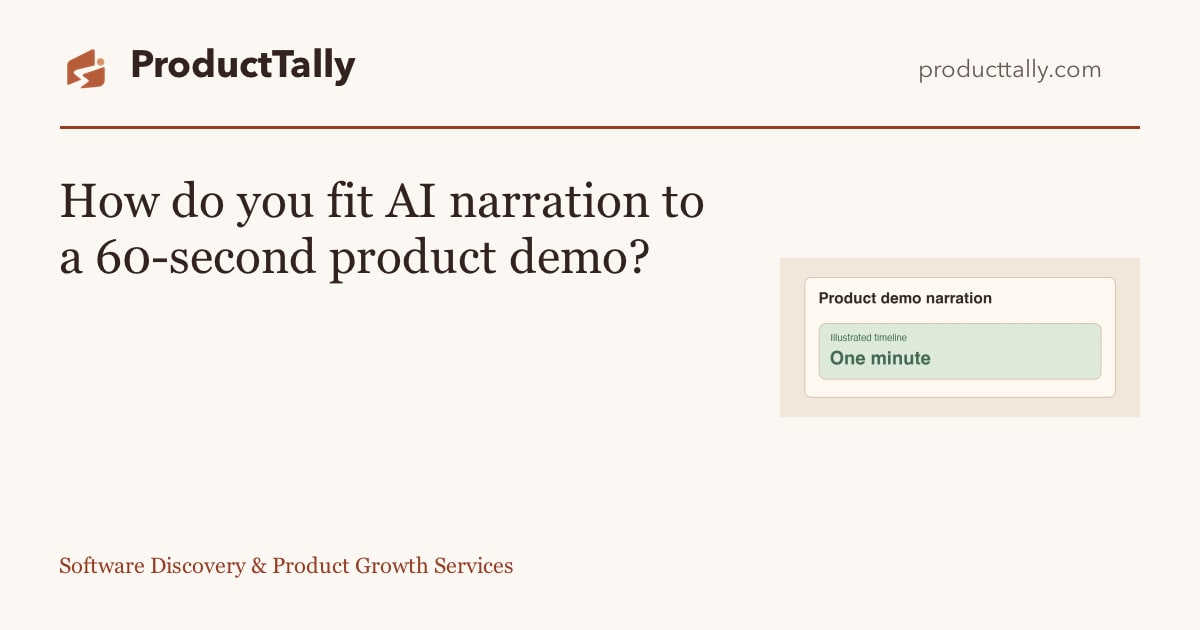 ProductTally
producttally.com
How do you fit AI narration to
a 60-second product demo?
Product demo narration
Illustrated timeline
One minute
Software Discovery & Product Growth Services